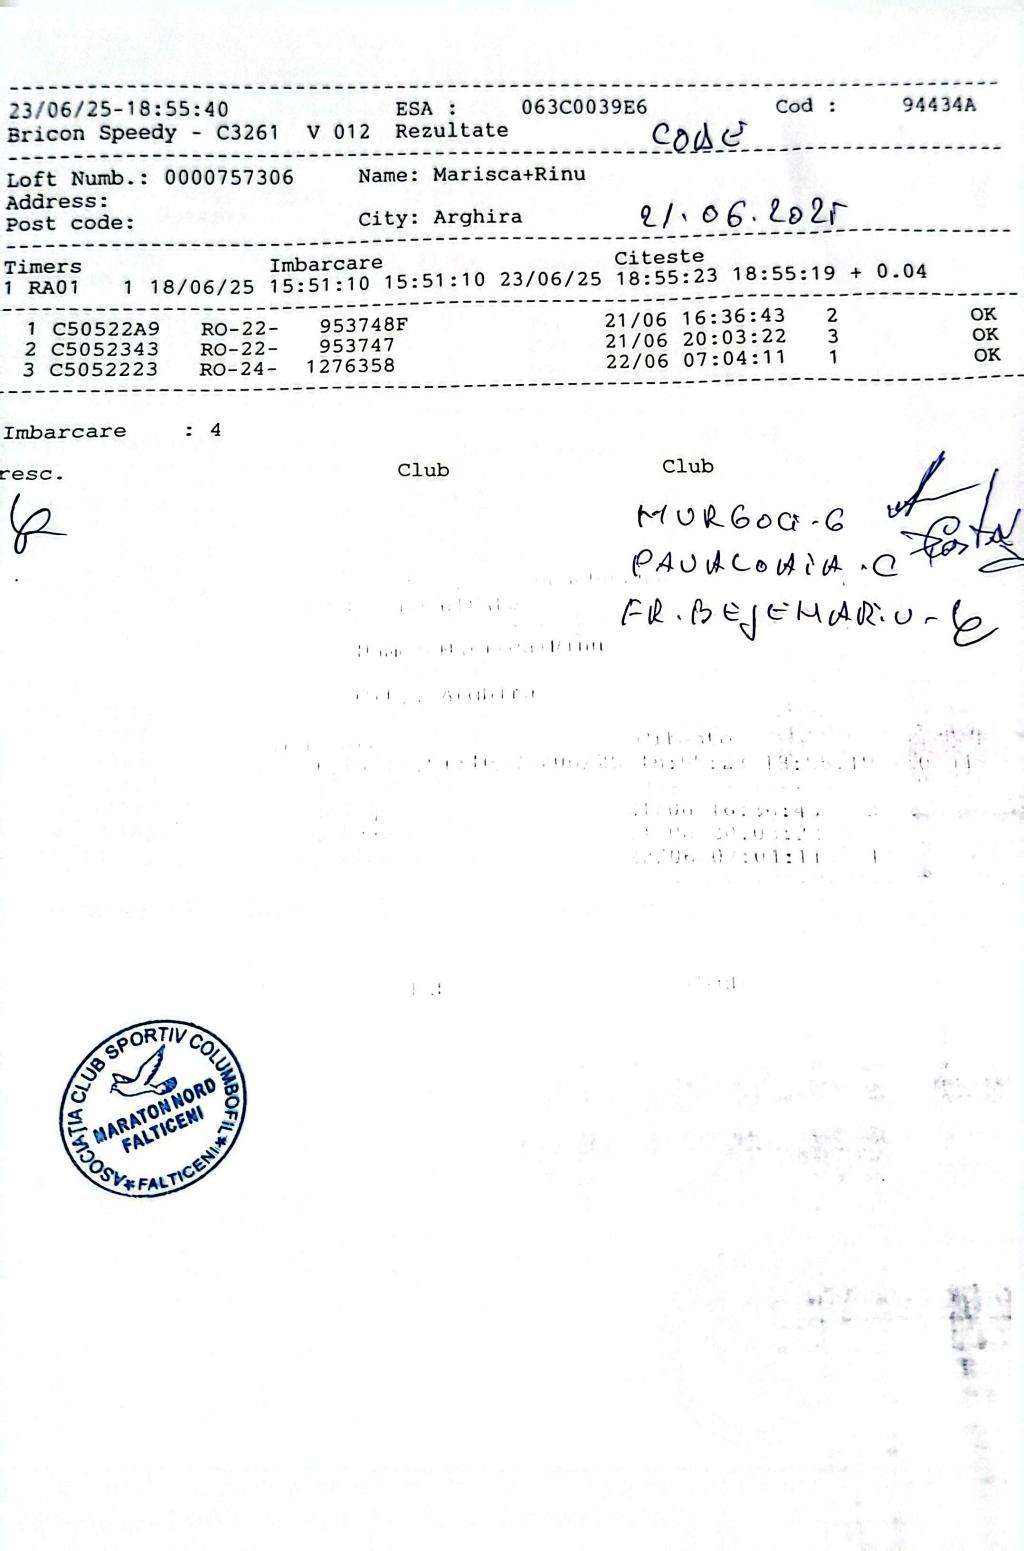 23/06/25-18:55:40 ESA : 063C0039E6 Cod : 94434A
Bricon Speedy - C3261 V 012 Rezultate
Loft Numb.: 0000757306 Name: Marisca+Rinu
Address:
Post code: City: Arghira 21.06.2025
Timers Imbarcare Citeste
1 RA01 1 18/06/25 15:51:10 15:51:10 23/06/25 18:55:23 18:55:19 + 0.04
1 C50522A9 RO-22- 953748F 21/06 16:36:43 2 OK
2 C5052343 RO-22- 953747 21/06 20:03:22 3 OK
3 C5052223 RO-24- 1276358 22/06 07:04:11 1 OK
Imbarcare : 4
resc. Club Club
MURGOCI-G
ASOCIATIA CLUB SPORTIV COLUMBOFIL
MARATON NORD
FALTICENI
*FALTICENI*